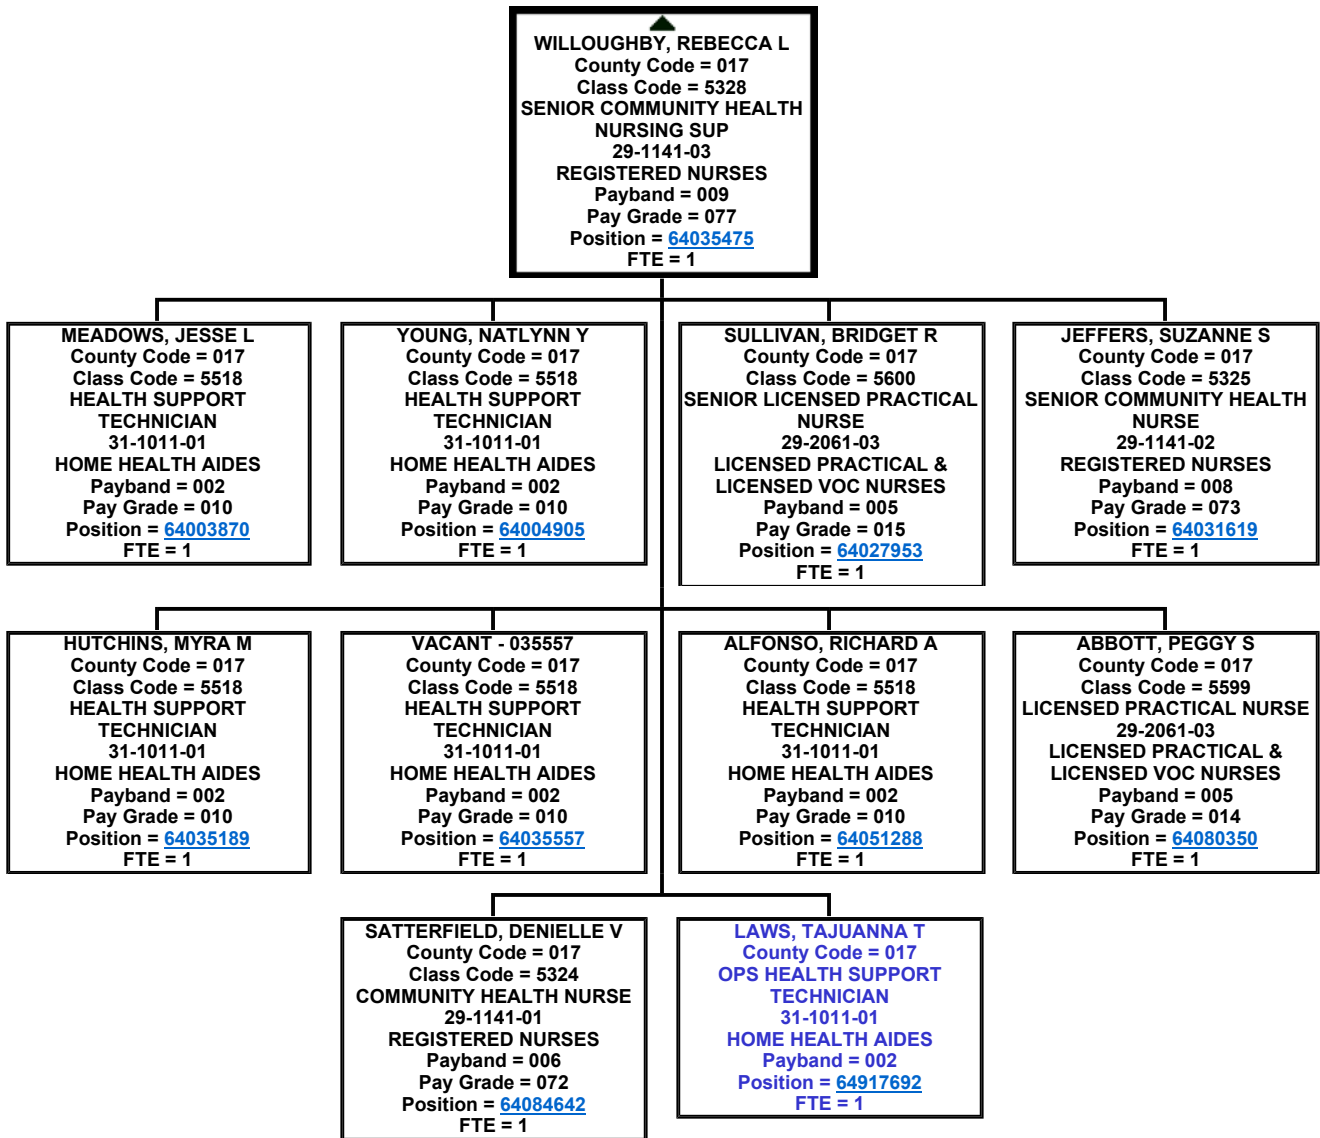 WILLOUGHBY, REBECCA L
County Code = 017
Class Code = 5328
SENIOR COMMUNITY HEALTH
NURSING SUP
29-1141-03
REGISTERED NURSES
Payband = 009
Pay Grade = 077
Position = 64035475
FTE = 1
MEADOWS, JESSE L
County Code = 017
Class Code = 5518
HEALTH SUPPORT
TECHNICIAN
31-1011-01
HOME HEALTH AIDES
Payband = 002
Pay Grade = 010
Position = 64003870
FTE = 1
YOUNG, NATLYNN Y
County Code = 017
Class Code = 5518
HEALTH SUPPORT
TECHNICIAN
31-1011-01
HOME HEALTH AIDES
Payband = 002
Pay Grade = 010
Position = 64004905
FTE = 1
SULLIVAN, BRIDGET R
County Code = 017
Class Code = 5600
SENIOR LICENSED PRACTICAL
NURSE
29-2061-03
LICENSED PRACTICAL &
LICENSED VOC NURSES
Payband = 005
Pay Grade = 015
Position = 64027953
FTE = 1
JEFFERS, SUZANNE S
County Code = 017
Class Code = 5325
SENIOR COMMUNITY HEALTH
NURSE
29-1141-02
REGISTERED NURSES
Payband = 008
Pay Grade = 073
Position = 64031619
FTE = 1
HUTCHINS, MYRA M
County Code = 017
Class Code = 5518
HEALTH SUPPORT
TECHNICIAN
31-1011-01
HOME HEALTH AIDES
Payband = 002
Pay Grade = 010
Position = 64035189
FTE = 1
VACANT - 035557
County Code = 017
Class Code = 5518
HEALTH SUPPORT
TECHNICIAN
31-1011-01
HOME HEALTH AIDES
Payband = 002
Pay Grade = 010
Position = 64035557
FTE = 1
ALFONSO, RICHARD A
County Code = 017
Class Code = 5518
HEALTH SUPPORT
TECHNICIAN
31-1011-01
HOME HEALTH AIDES
Payband = 002
Pay Grade = 010
Position = 64051288
FTE = 1
ABBOTT, PEGGY S
County Code = 017
Class Code = 5599
LICENSED PRACTICAL NURSE
29-2061-03
LICENSED PRACTICAL &
LICENSED VOC NURSES
Payband = 005
Pay Grade = 014
Position = 64080350
FTE = 1
SATTERFIELD, DENIELLE V
County Code = 017
Class Code = 5324
COMMUNITY HEALTH NURSE
29-1141-01
REGISTERED NURSES
Payband = 006
Pay Grade = 072
Position = 64084642
FTE = 1
LAWS, TAJUANNA T
County Code = 017
OPS HEALTH SUPPORT
TECHNICIAN
31-1011-01
HOME HEALTH AIDES
Payband = 002
Position = 64917692
FTE = 1